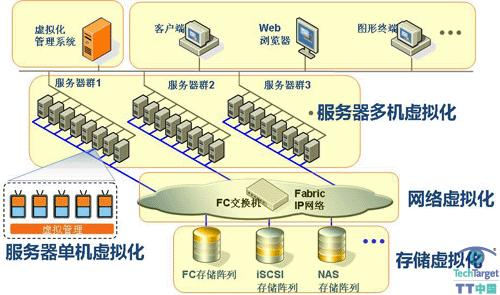 虚拟化
管理系统
客户端
Web
浏览器
图形终端
服务器群1
服务器群2
服务器群3
服务器多机虚拟化
虚拟管理
服务器单机虚拟化
FC交换机
Fabric
IP网络
网络虚拟化
FC存储阵列
iSCSI
存储阵列
NAS
存储阵列
存储虚拟化
TechTarget
TT中国